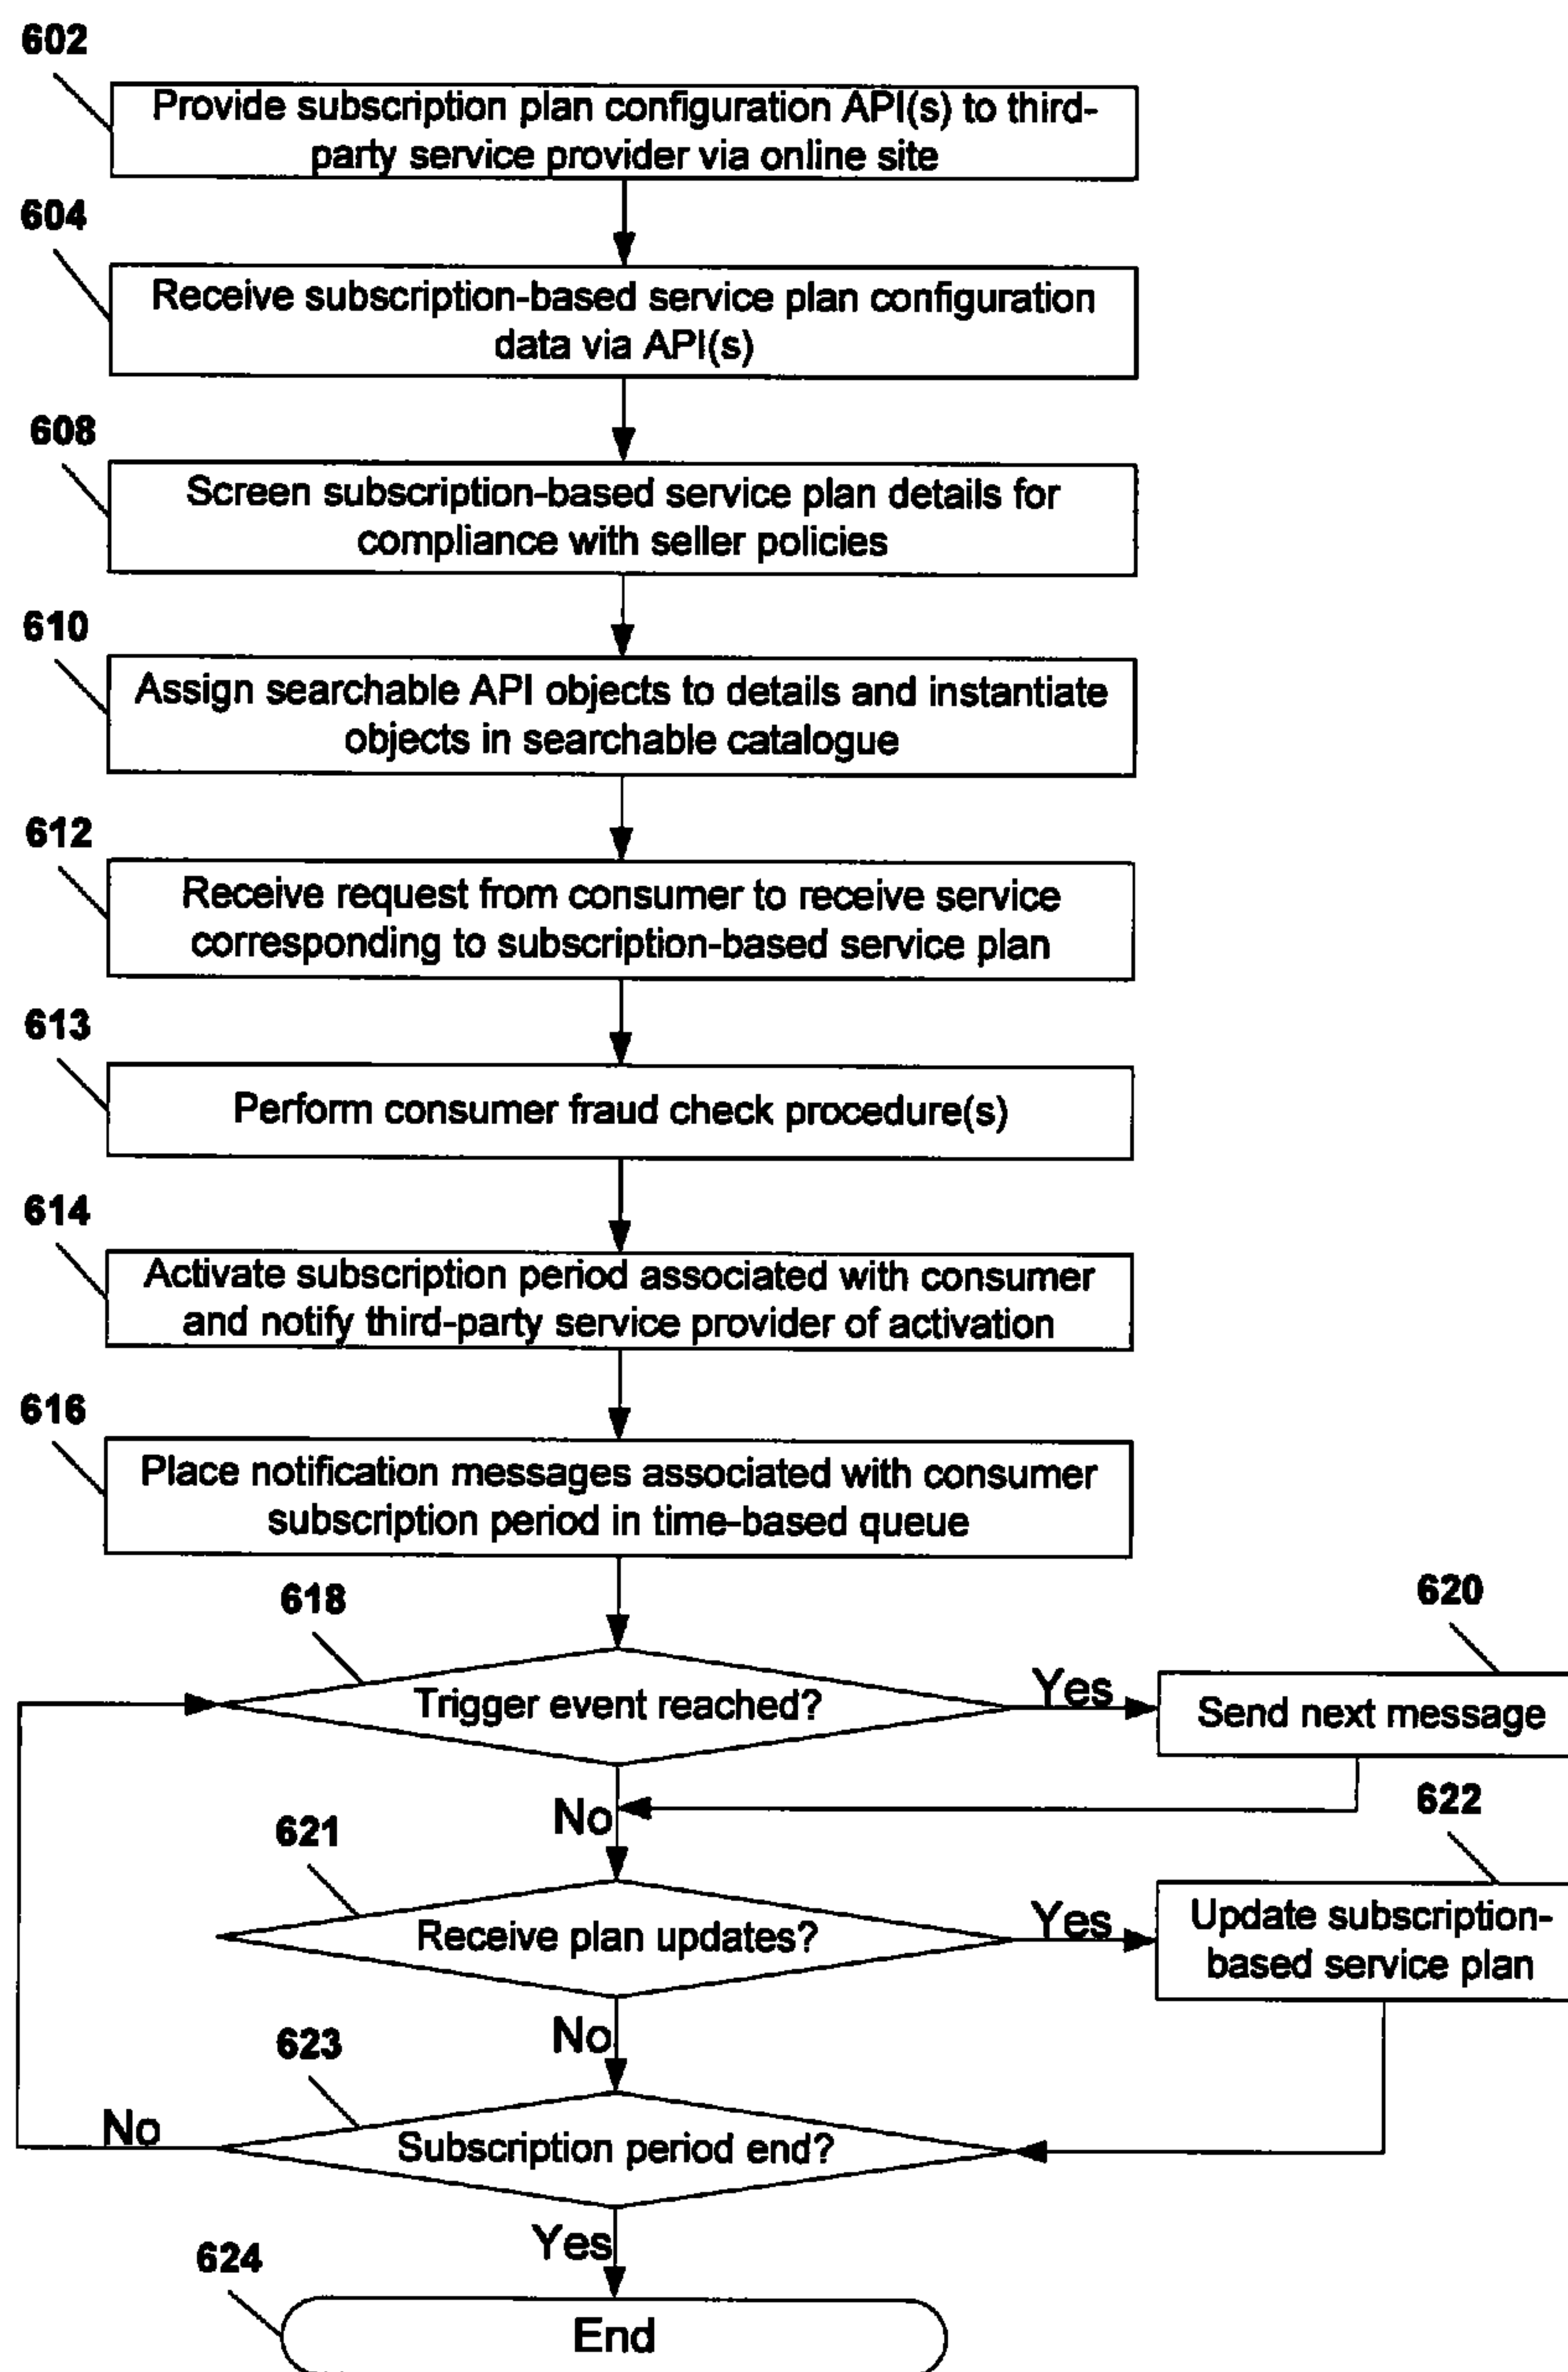 602
Provide subscription plan configuration API(s) to third-
party service provider via online site
604
Receive subscription-based service plan configuration
data via API(s)
608
Screen subscription-based service plan details for
compliance with seller policies
610
Assign searchable API objects to details and instantiate
objects in searchable catalogue
612
Receive request from consumer to receive service
corresponding to subscription-based service plan
613
Perform consumer fraud check procedure(s)
614
Activate subscription period associated with consumer
and notify third-party service provider of activation
616
Place notification messages associated with consumer
subscription period in time-based queue
618
Trigger event reached?
Yes
620
Send next message
No
621
Receive plan updates?
Yes
622
Update subscription-
based service plan
No
623
Subscription period end?
No
Yes
624
End